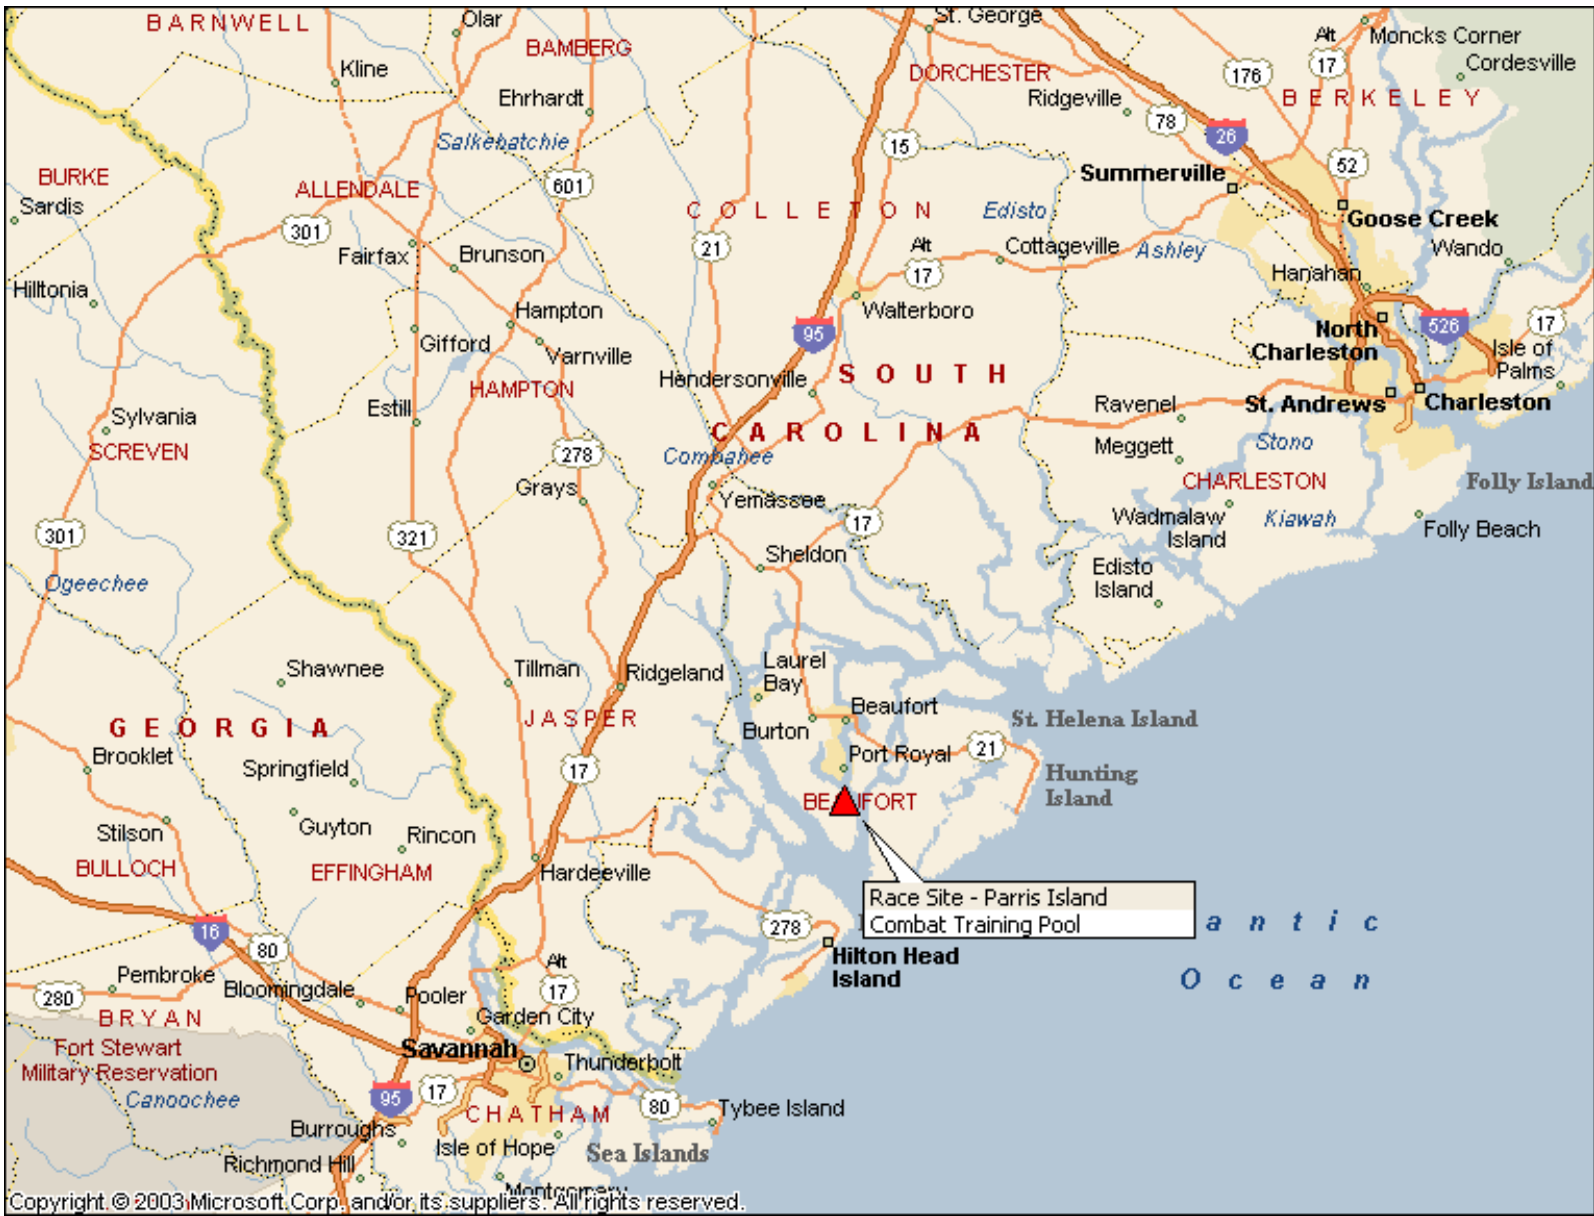 BARNWELL
Olar
St. George
Alt
Moncks Corner
BAMBERG
17
Cordesville
Kline
DORCHESTER
176
Ehrhardt
Ridgeville
BERKELEY
78
26
Salkehatchie
15
52
BURKE
Summerville
ALLENDALE
601
Sardis
COLLETON
Edisto
Goose Creek
301
21
Alt
Cottageville
Ashley
Wando
Fairfax
Brunson
17
Hanahan
Hilltonia
Hampton
Walterboro
95
North
Charleston
526
17
Gifford
Varnville
Isle of
Palms
HAMPTON
Hendersonville
SOUTH
Estill
Ravenel
St. Andrews
Charleston
Sylvania
CAROLINA
SCREVEN
278
Combahee
Meggett
Stono
Grays
Yemassee
CHARLESTON
Folly Island
301
321
17
Wadmalaw
Island
Kiawah
Folly Beach
Sheldon
Edisto
Island
Ogeechee
Shawnee
Tillman
Ridgeland
Laurel
Bay
GEORGIA
JASPER
Beaufort
St. Helena Island
Burton
Brooklet
Port Royal
21
Springfield
17
Hunting
Island
BEAUFORT
Guyton
Stilson
Rincon
BULLOCH
EFFINGHAM
Hardeeville
Race Site - Parris Island
Combat Training Pool
16
278
antic
80
Hilton Head
Island
Ocean
Pembroke
Alt
280
Bloomingdale
Pooler
17
BRYAN
Garden City
Fort Stewart
Military Reservation
Savannah
Thunderbolt
Canoochee
95
17
CHATHAM
80
Tybee Island
Burroughs
Isle of Hope
Sea Islands
Richmond Hill
Montgomery
Copyright © 2003 Microsoft Corp. and/or its suppliers. All rights reserved.